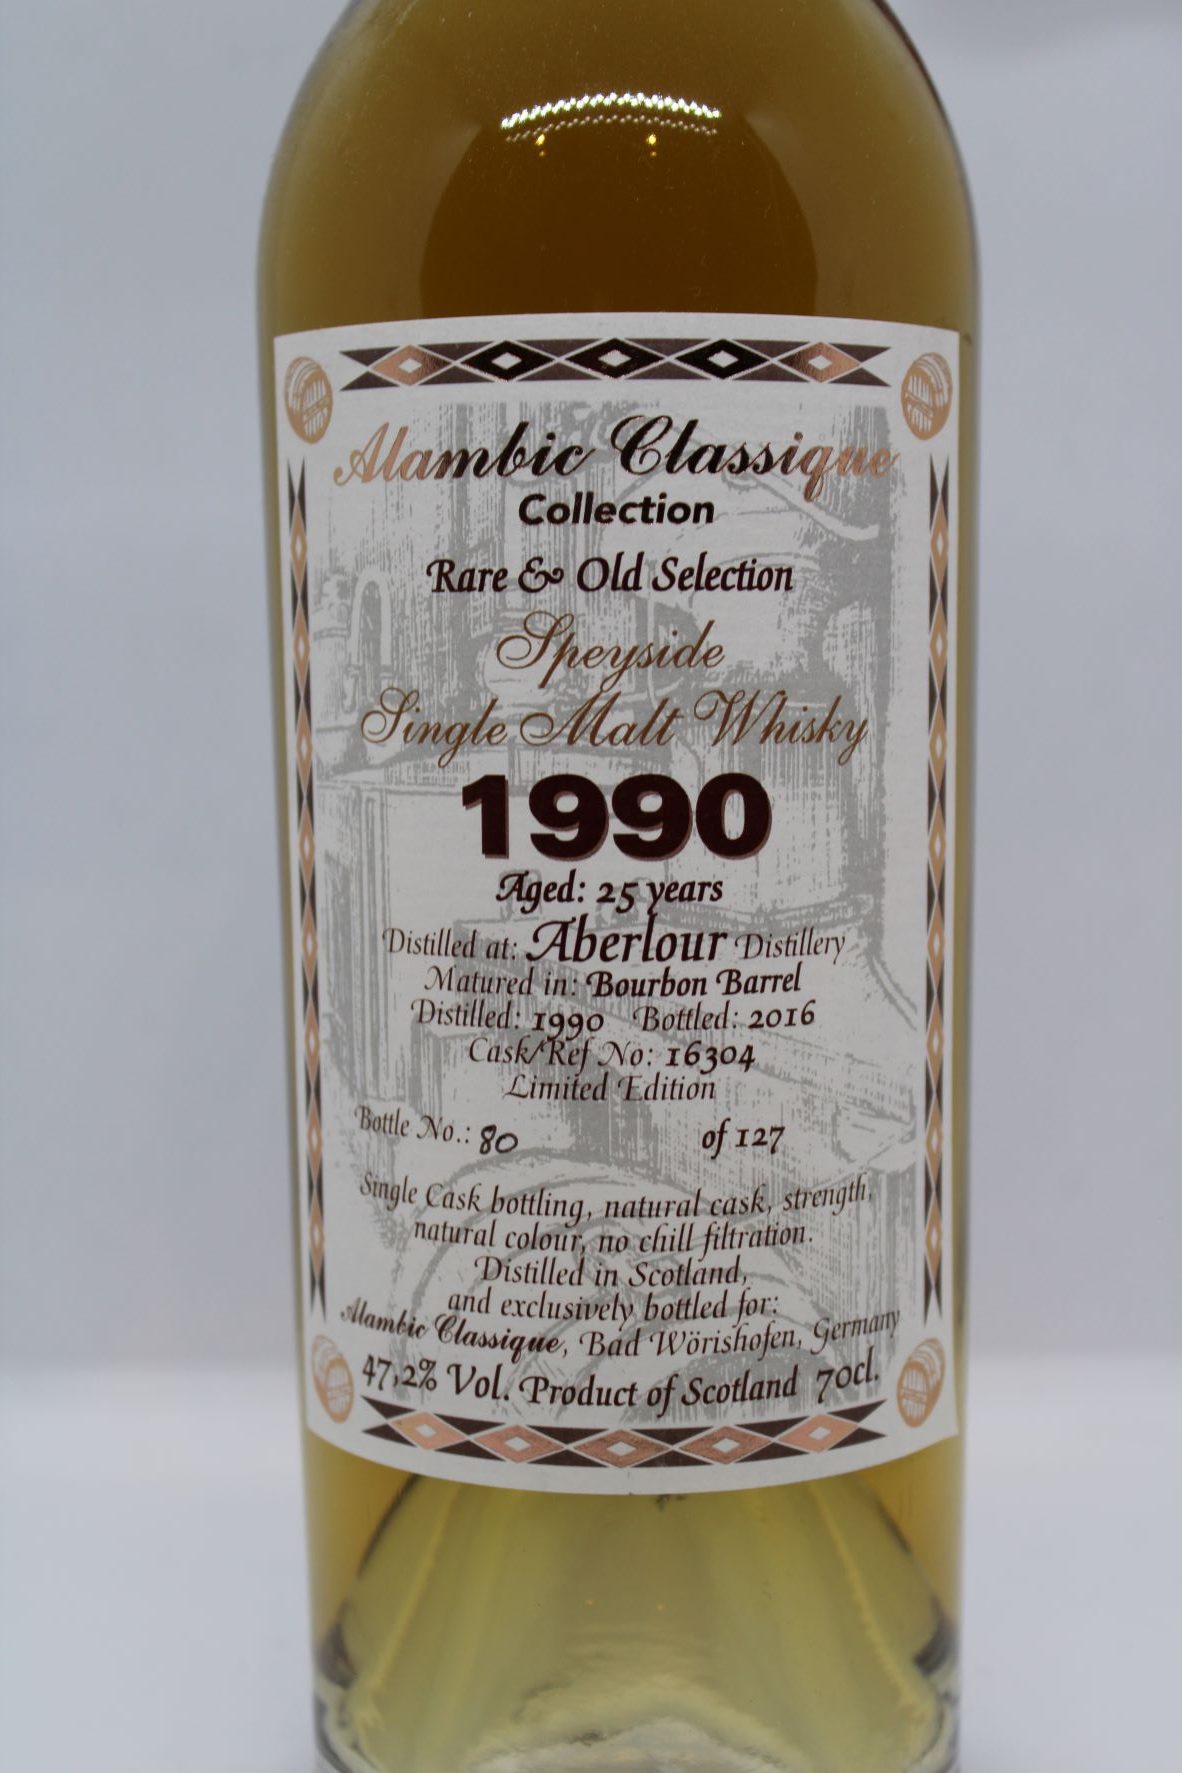 Alambic Classique
Collection
Rare & Old Selection
Speyside
Single Malt Whisky
1990
Aged: 25 years
Distilled at: Aberlour Distillery
Matured in: Bourbon Barrel
Distilled: 1990 Bottled: 2016
Cask/Ref No: 16304
Limited Edition
Bottle No.: 80 of 127
Single Cask bottling, natural cask, strength,
natural colour, no chill filtration.
Distilled in Scotland,
and exclusively bottled for:
Alambic Classique, Bad Wörishofen, Germany
47,2% Vol. Product of Scotland 70cl.